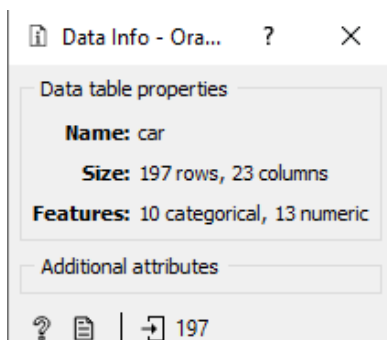 Data Info - Ora... ? ×
Data table properties
Name: car
Size: 197 rows, 23 columns
Features: 10 categorical, 13 numeric
Additional attributes
? 197